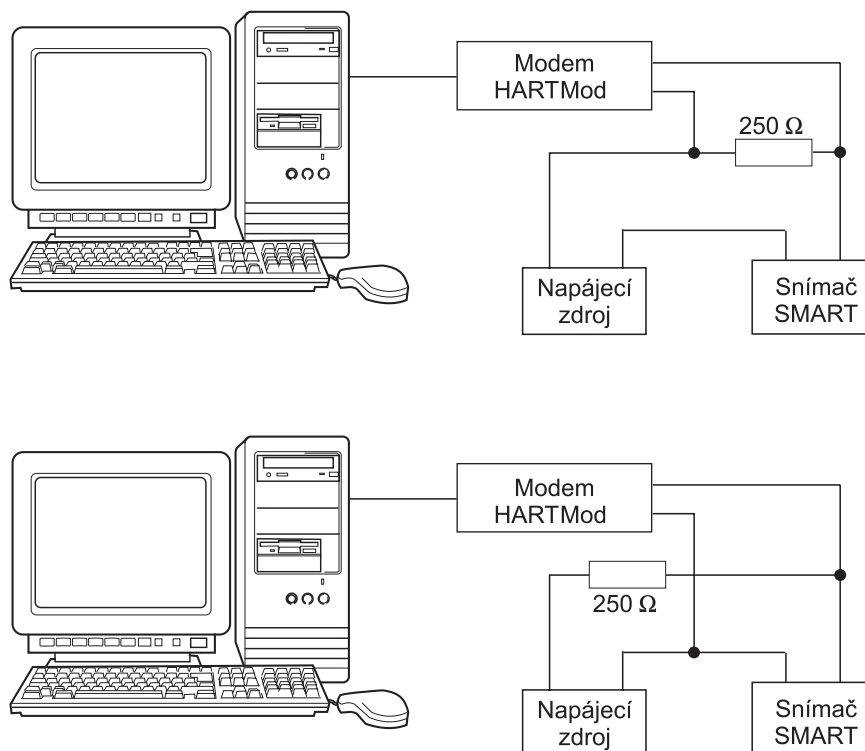 Modem
HARTMod
250 Ω
Napájecí
zdroj
Snímač
SMART
Modem
HARTMod
250 Ω
Napájecí
zdroj
Snímač
SMART